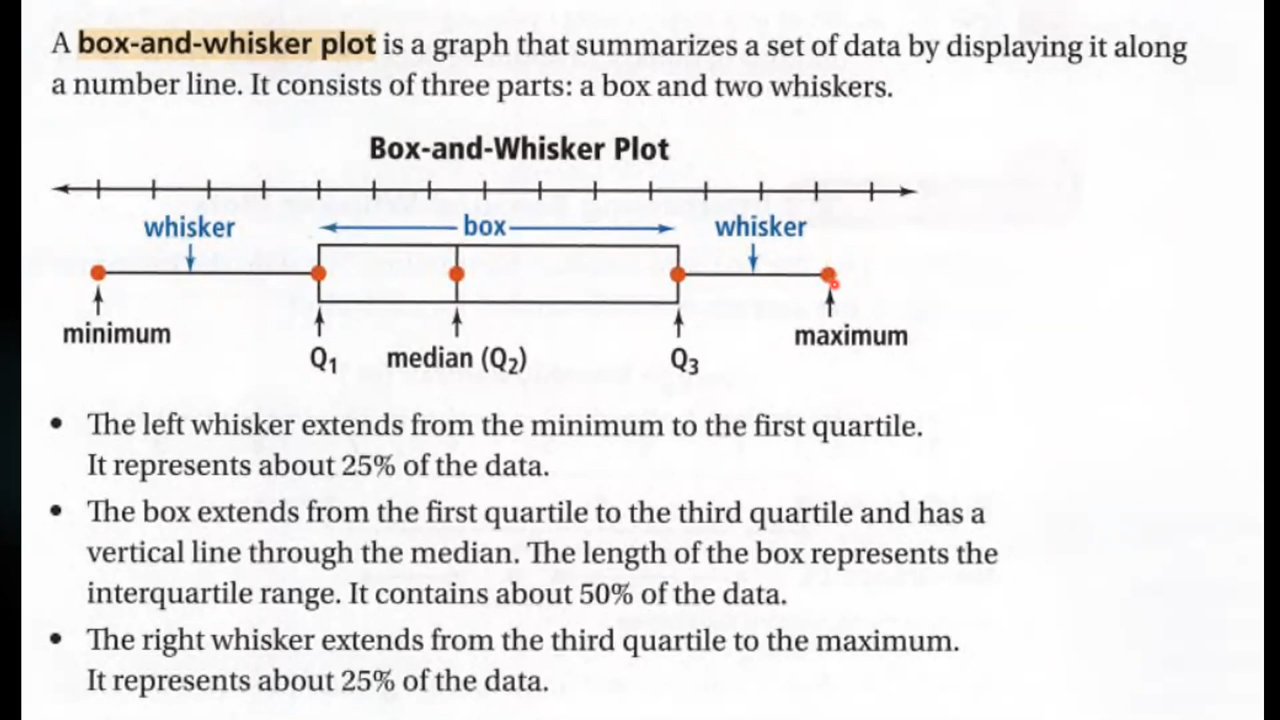 A box-and-whisker plot is a graph that summarizes a set of data by displaying it along
a number line. It consists of three parts: a box and two whiskers.
Box-and-Whisker Plot
whisker
box
whisker
minimum
Q1
median (Q2)
Q3
maximum
• The left whisker extends from the minimum to the first quartile.
It represents about 25% of the data.
• The box extends from the first quartile to the third quartile and has a
vertical line through the median. The length of the box represents the
interquartile range. It contains about 50% of the data.
• The right whisker extends from the third quartile to the maximum.
It represents about 25% of the data.